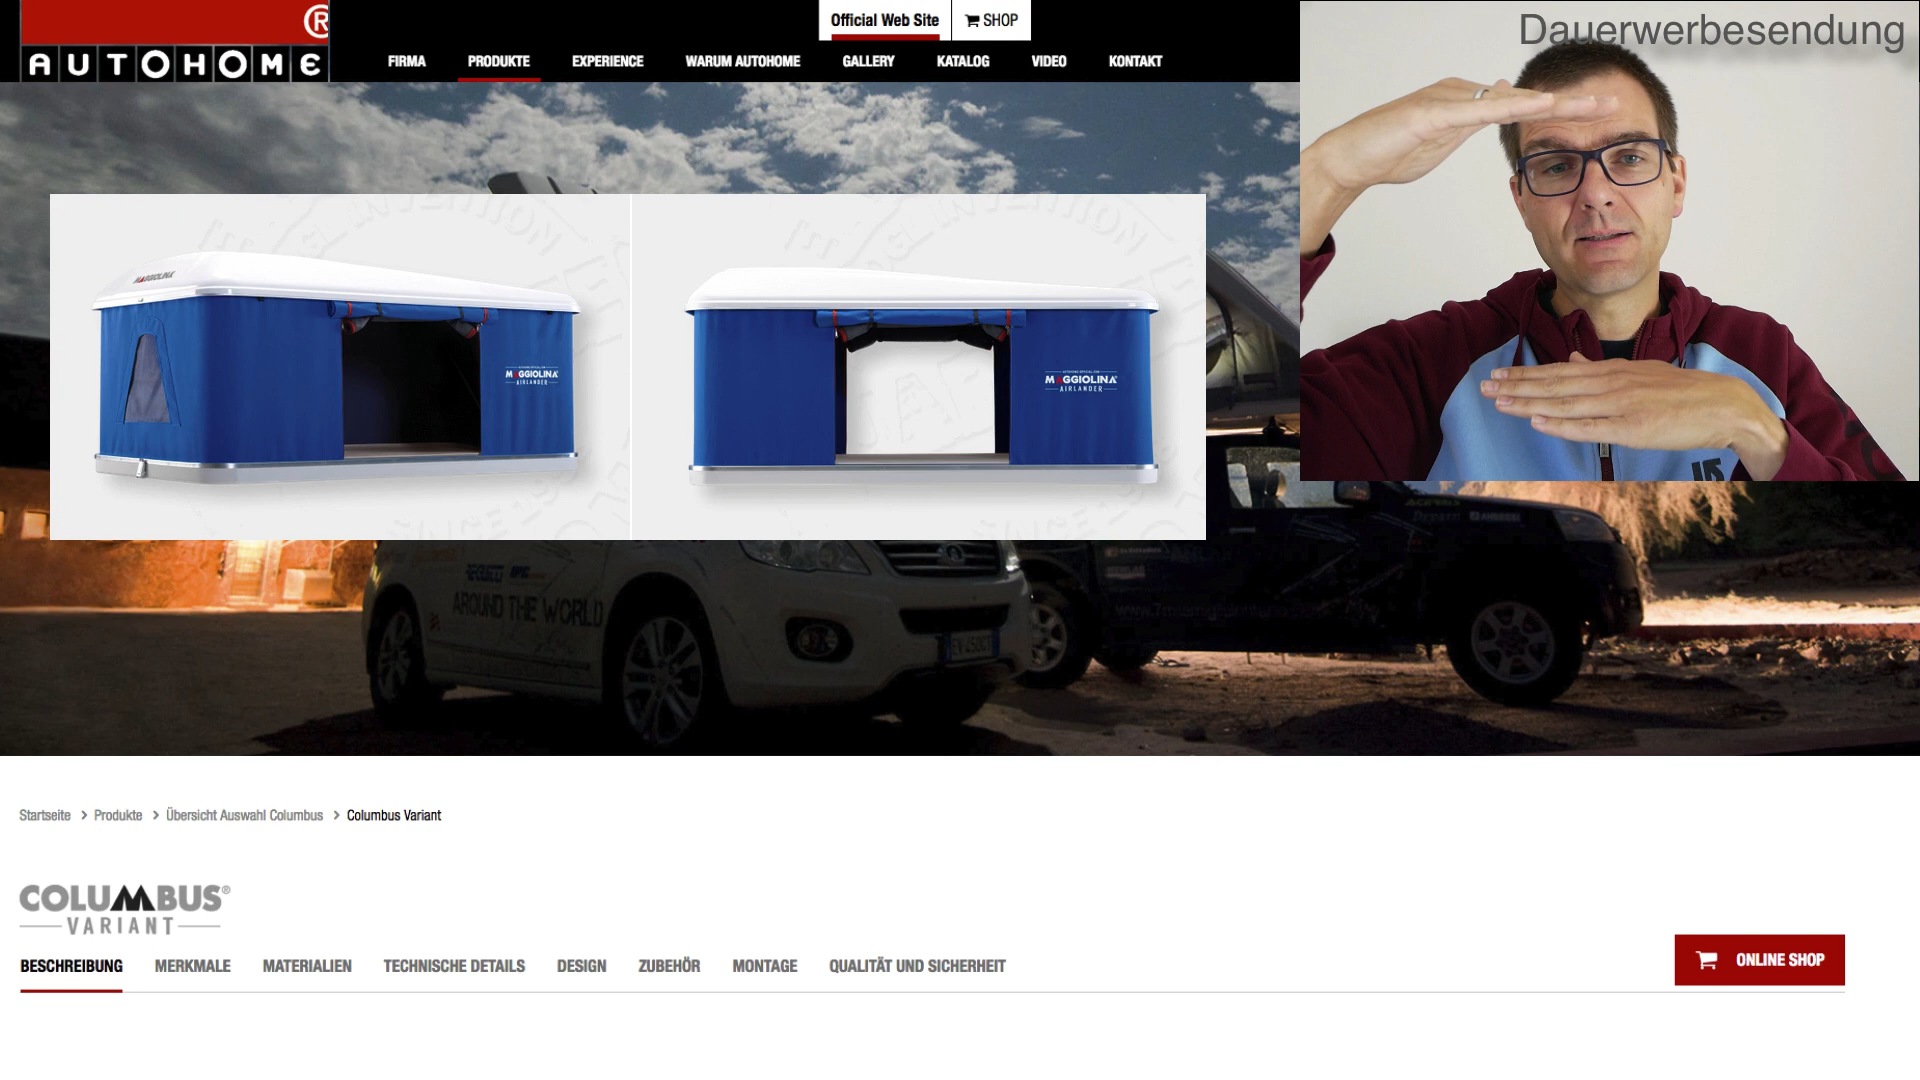 ®
AUTOHOME
Official Web Site
SHOP
FIRMA
PRODUKTE
EXPERIENCE
WARUM AUTOHOME
GALLERY
KATALOG
VIDEO
KONTAKT
Dauerwerbesendung
MAGGIOLINA
MAGGIOLINA
AIRLANDER
MAGGIOLINA
AIRLANDER
AROUND THE WORLD
Startseite > Produkte > Übersicht Auswahl Columbus > Columbus Variant
COLUMBUS®
VARIANT
BESCHREIBUNG
MERKMALE
MATERIALIEN
TECHNISCHE DETAILS
DESIGN
ZUBEHÖR
MONTAGE
QUALITÄT UND SICHERHEIT
ONLINE SHOP